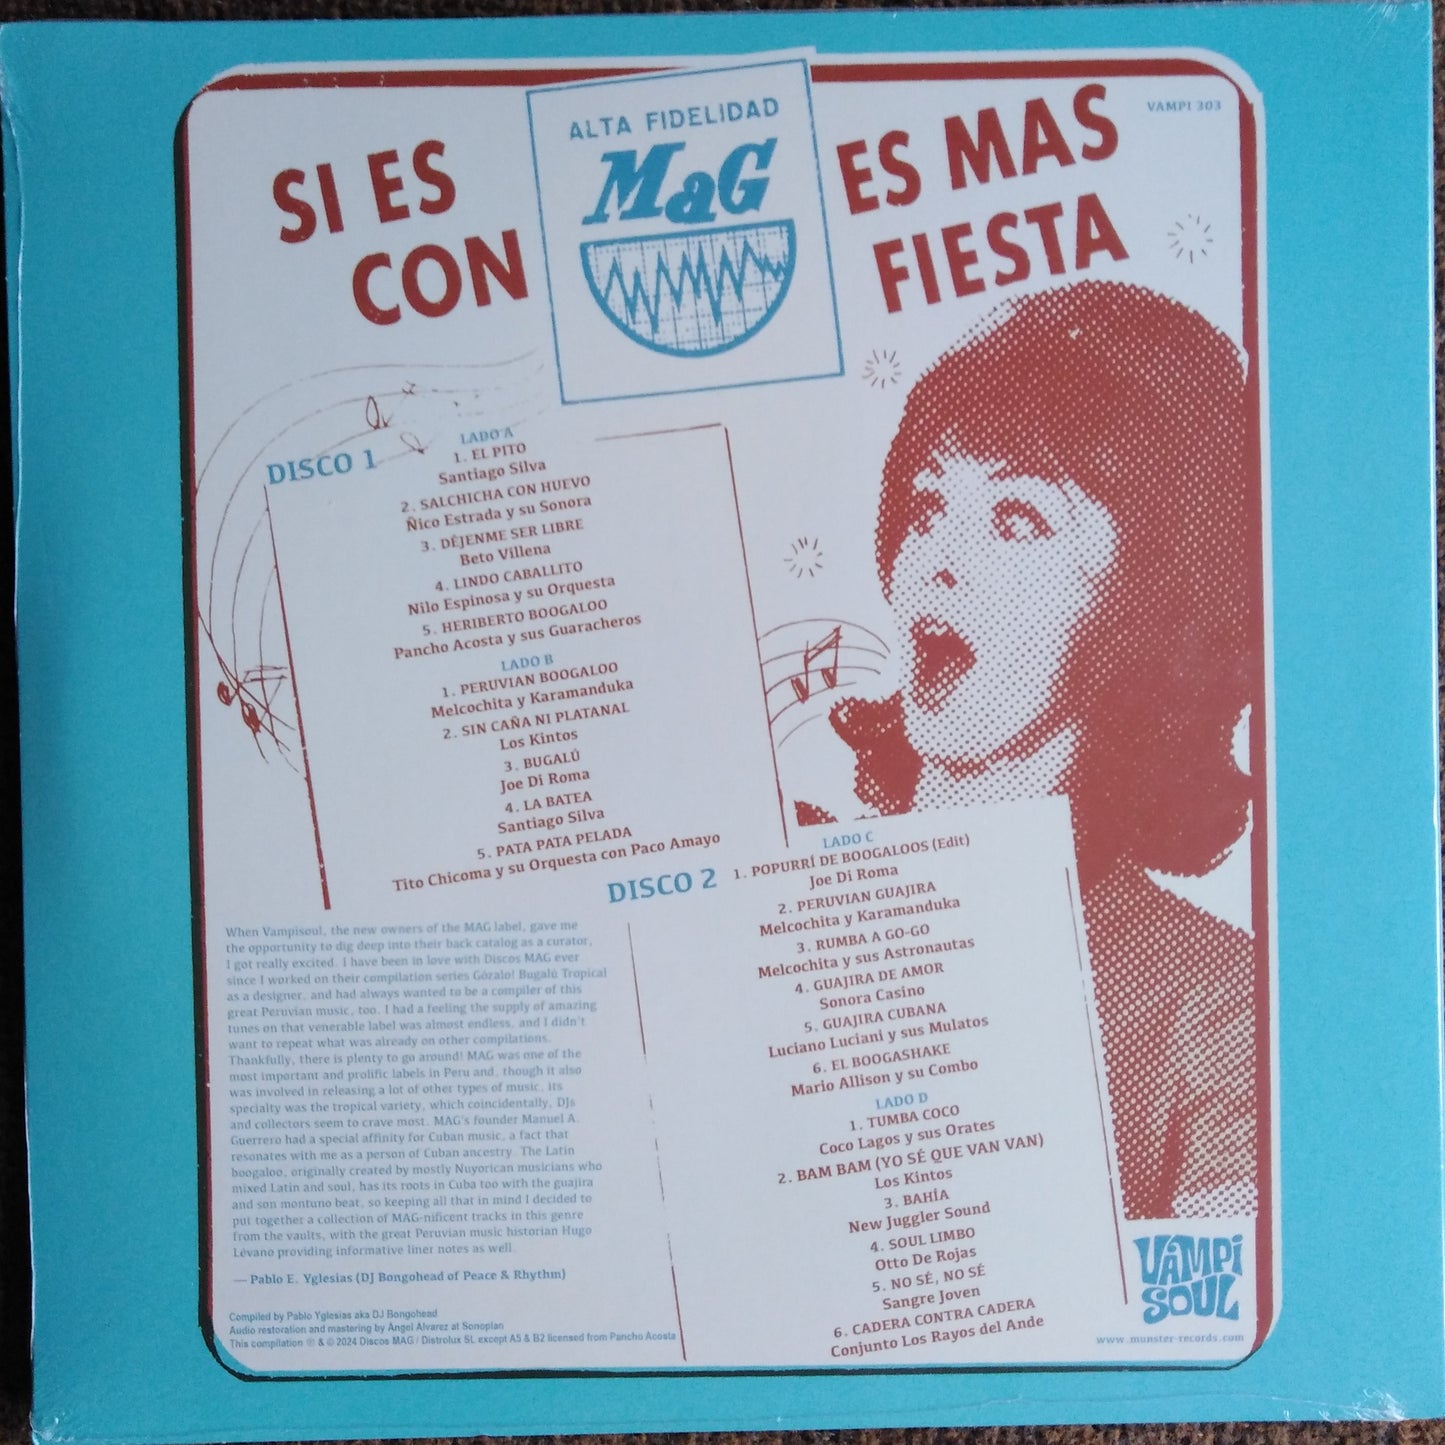 VAMPI 303
SI ES
CON
ALTA FIDELIDAD
MaG
ES MAS
FIESTA
DISCO 1
LADO A
1. EL PITO
Santiago Silva
2. SALCHICHA CON HUEVO
Ñico Estrada y su Sonora
3. DÉJENME SER LIBRE
Beto Villena
4. LINDO CABALLITO
Nilo Espinosa y su Orquesta
5. HERIBERTO BOOGALOO
Pancho Acosta y sus Guaracheros
LADO B
1. PERUVIAN BOOGALOO
Melcochita y Karamanduka
2. SIN CAÑA NI PLATANAL
Los Kintos
3. BUGALÚ
Joe Di Roma
4. LA BATEA
Santiago Silva
5. PATA PATA PELADA
Tito Chicoma y su Orquesta con Paco Amayo
DISCO 2
LADO C
1. POPURRÍ DE BOOGALOOS (Edit)
Joe Di Roma
2. PERUVIAN GUAJIRA
Melcochita y Karamanduka
3. RUMBA A GO-GO
Melcochita y sus Astronautas
4. GUAJIRA DE AMOR
Sonora Casino
5. GUAJIRA CUBANA
Luciano Luciani y sus Mulatos
6. EL BOOGASHAKE
Mario Allison y su Combo
LADO D
1. TUMBA COCO
Coco Lagos y sus Orates
2. BAM BAM (YO SÉ QUE VAN VAN)
Los Kintos
3. BAHÍA
New Juggler Sound
4. SOUL LIMBO
Otto De Rojas
5. NO SÉ, NO SÉ
Sangre Joven
6. CADERA CONTRA CADERA
Conjunto Los Rayos del Ande
When Vampisoul, the new owners of the MAG label, gave me
the opportunity to dig deep into their back catalog as a curator,
I got really excited. I have been in love with Discos MAG ever
since I worked on their compilation series Gózalo! Bugalú Tropical
as a designer, and had always wanted to be a compiler of this
great Peruvian music, too. I had a feeling the supply of amazing
tunes on that venerable label was almost endless, and I didn't
want to repeat what was already on other compilations.
Thankfully, there is plenty to go around! MAG was one of the
most important and prolific labels in Peru and, though it also
was involved in releasing a lot of other types of music, its
specialty was the tropical variety, which coincidentally, DJs
and collectors seem to crave most. MAG's founder Manuel A.
Guerrero had a special affinity for Cuban music, a fact that
resonates with me as a person of Cuban ancestry. The Latin
boogaloo, originally created by mostly Nuyorican musicians who
mixed Latin and soul, has its roots in Cuba too with the guajira
and son montuno beat, so keeping all that in mind I decided to
put together a collection of MAG-nificent tracks in this genre
from the vaults, with the great Peruvian music historian Hugo
Lévano providing informative liner notes as well.
— Pablo E. Yglesias (DJ Bongohead of Peace & Rhythm)
Compiled by Pablo Yglesias aka DJ Bongohead
Audio restoration and mastering by Ángel Álvarez at Sonoplan
This compilation ℗ & © 2024 Discos MAG / Distrolux SL except A5 & B2 licensed from Pancho Acosta
VAMPI
SOUL
www.munster-records.com